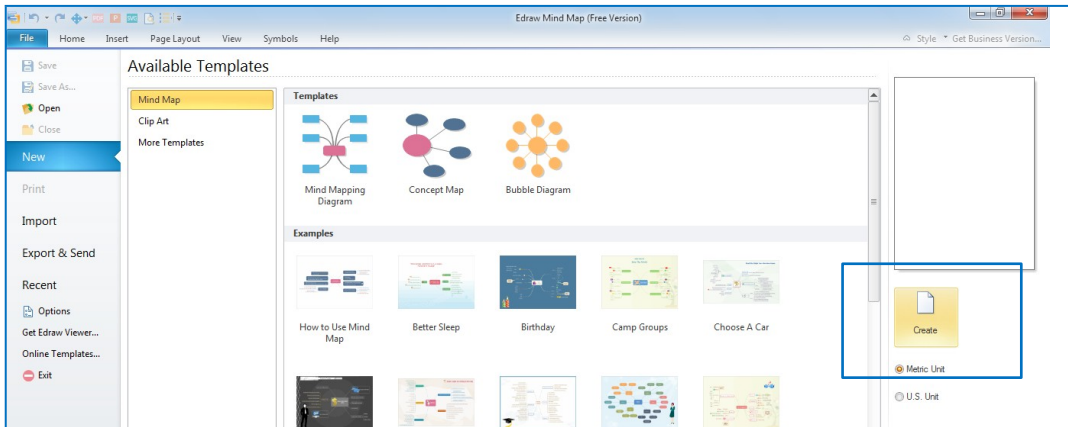 Edraw Mind Map (Free Version)
File Home Insert Page Layout View Symbols Help
Style Get Business Version...
Save
Save As...
Open
Close
New
Print
Import
Export & Send
Recent
Options
Get Edraw Viewer...
Online Templates...
Exit
Available Templates
Mind Map
Clip Art
More Templates
Templates
Mind Mapping
Diagram
Concept Map
Bubble Diagram
Examples
How to Use Mind
Map
Better Sleep
Birthday
Camp Groups
Choose A Car
Create
Metric Unit
U.S. Unit